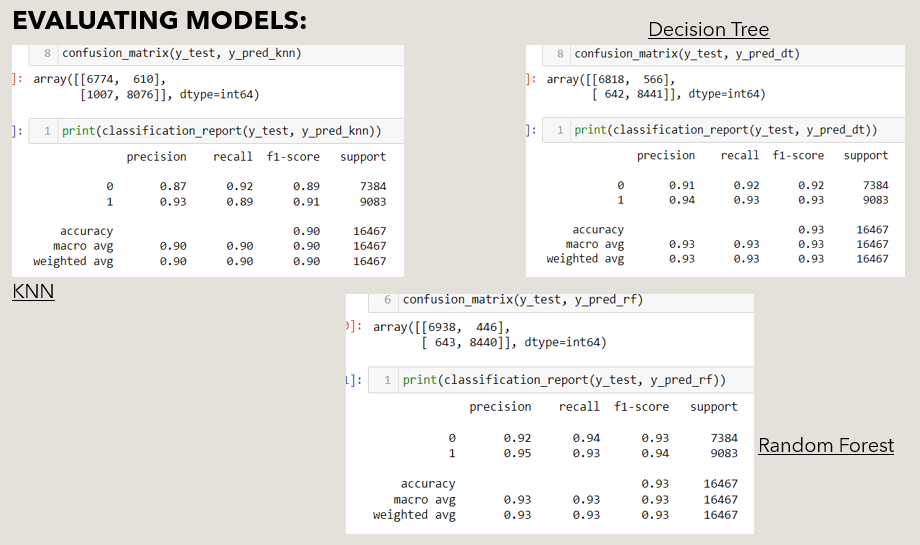 EVALUATING MODELS:
8 confusion_matrix(y_test, y_pred_knn)
]: array([[6774, 610],
[1007, 8076]], dtype=int64)
]: 1 print(classification_report(y_test, y_pred_knn))
precision recall f1-score support
0 0.87 0.92 0.89 7384
1 0.93 0.89 0.91 9083
accuracy 0.90 16467
macro avg 0.90 0.90 0.90 16467
weighted avg 0.90 0.90 0.90 16467
KNN
Decision Tree
8 confusion_matrix(y_test, y_pred_dt)
]: array([[6818, 566],
[ 642, 8441]], dtype=int64)
]: 1 print(classification_report(y_test, y_pred_dt))
precision recall f1-score support
0 0.91 0.92 0.92 7384
1 0.94 0.93 0.93 9083
accuracy 0.93 16467
macro avg 0.93 0.93 0.93 16467
weighted avg 0.93 0.93 0.93 16467
6 confusion_matrix(y_test, y_pred_rf)
]: array([[6938, 446],
[ 643, 8440]], dtype=int64)
]: 1 print(classification_report(y_test, y_pred_rf))
precision recall f1-score support
0 0.92 0.94 0.93 7384
1 0.95 0.93 0.94 9083
accuracy 0.93 16467
macro avg 0.93 0.93 0.93 16467
weighted avg 0.93 0.93 0.93 16467
Random Forest